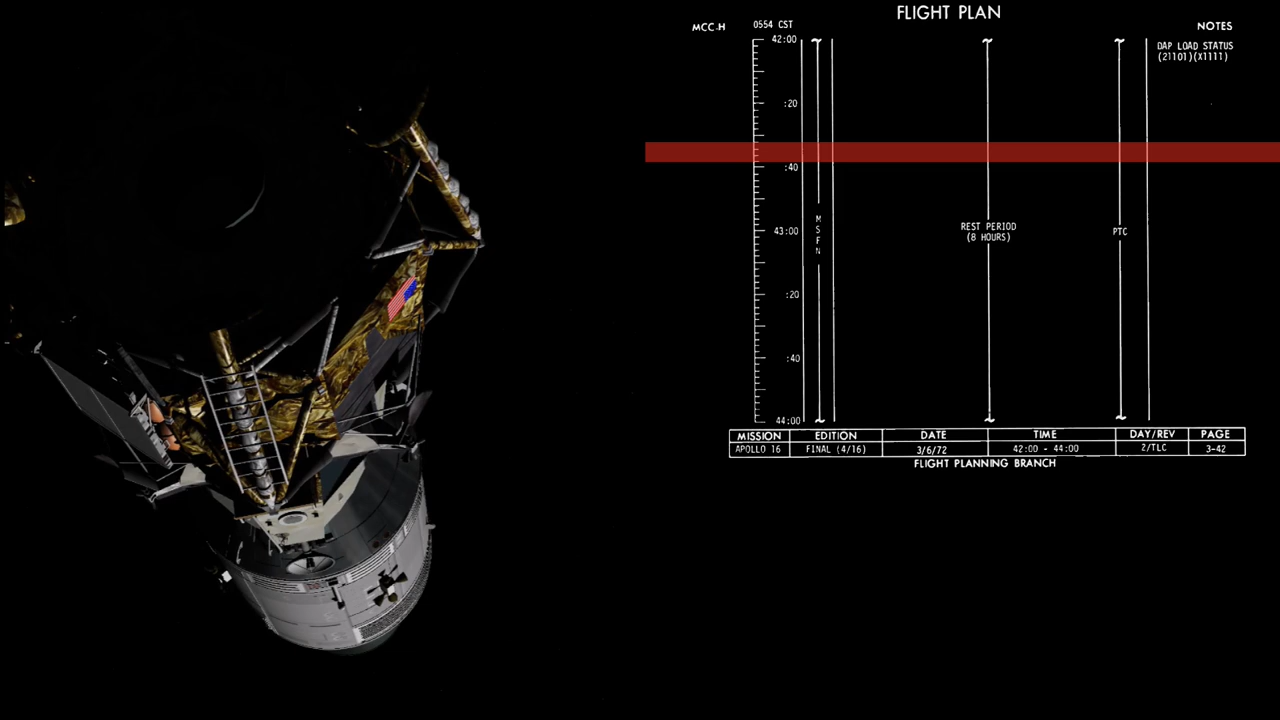 FLIGHT PLAN
MCC-H 0554 CST NOTES
42:00
DAP LOAD STATUS
(21101)(X1111)
:20
:40
MSFN
43:00
REST PERIOD
(8 HOURS)
PTC
:20
:40
44:00
MISSION EDITION DATE TIME DAY/REV PAGE
APOLLO 16 FINAL (4/16) 3/6/72 42:00 - 44:00 2/TLC 3-42
FLIGHT PLANNING BRANCH